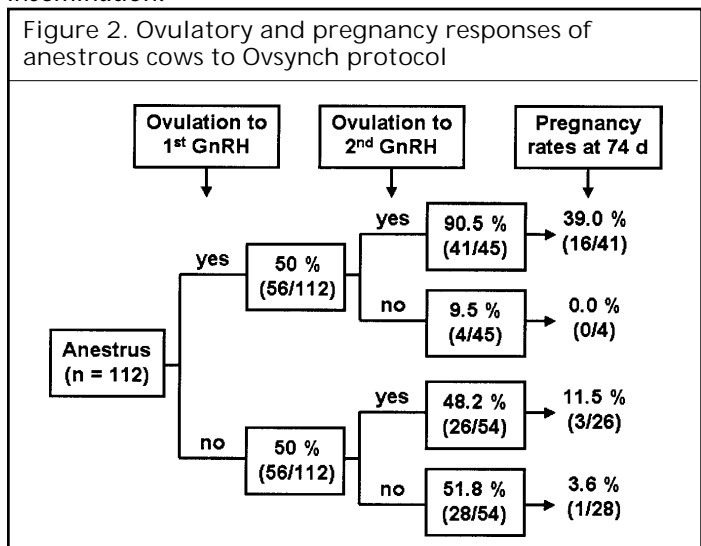 insemination.
Figure 2. Ovulatory and pregnancy responses of
anestrous cows to Ovsynch protocol
Ovulation to
1st GnRH
Ovulation to
2nd GnRH
Pregnancy
rates at 74 d
yes
90.5 %
(41/45)
39.0 %
(16/41)
yes
50 %
(56/112)
no
9.5 %
(4/45)
0.0 %
(0/4)
Anestrus
(n = 112)
yes
48.2 %
(26/54)
11.5 %
(3/26)
no
50 %
(56/112)
no
51.8 %
(28/54)
3.6 %
(1/28)